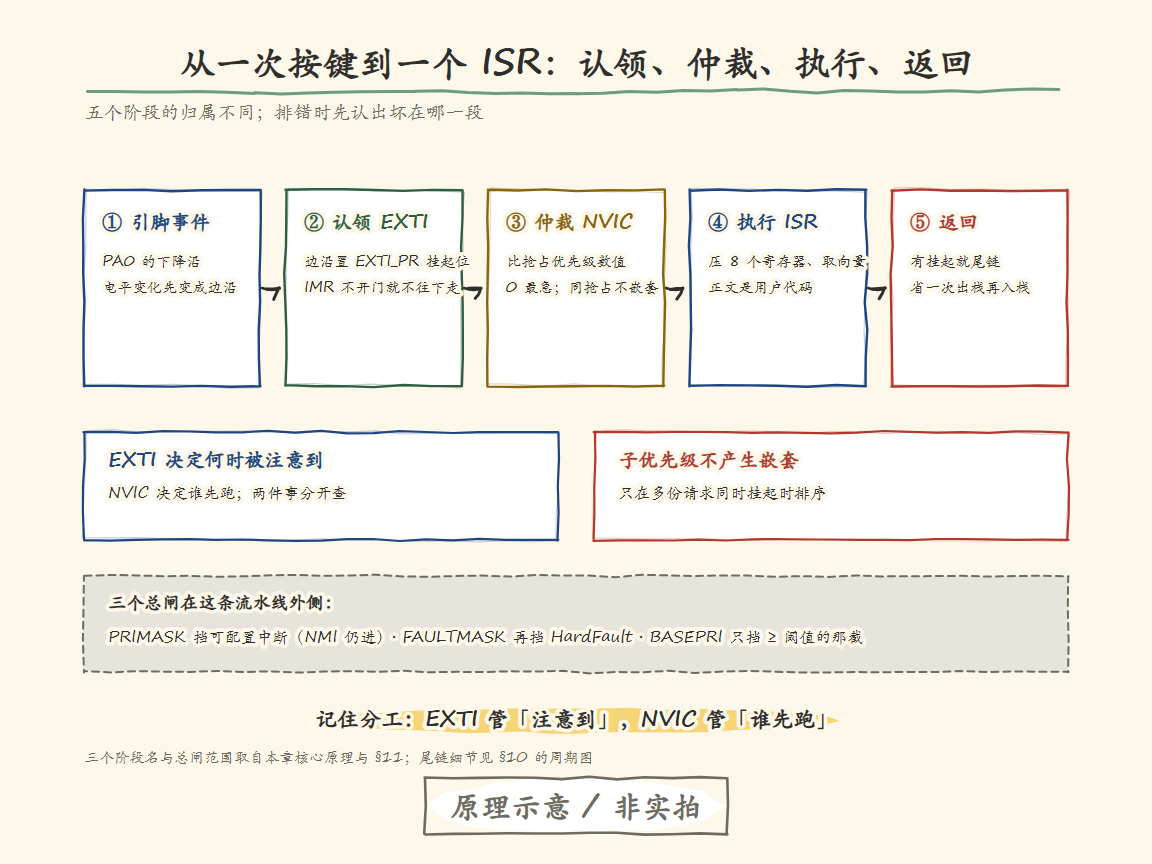 从一次按键到一个 ISR：认领、仲裁、执行、返回
五个阶段的归属不同；排错时先认出坏在哪一段
① 引脚事件
PA0 的下降沿
电平变化先变成边沿
② 认领 EXTI
边沿置 EXTI_PR 挂起位
IMR 不开门就不往下走
③ 仲裁 NVIC
比抢占优先级数值
0 最急；同抢占不嵌套
④ 执行 ISR
压 8 个寄存器、取向量
正文是用户代码
⑤ 返回
有挂起就尾链
省一次出栈再入栈
EXTI 决定何时被注意到
NVIC 决定谁先跑；两件事分开查
子优先级不产生嵌套
只在多份请求同时挂起时排序
三个总闸在这条流水线外侧：
PRIMASK 挡可配置中断（NMI 仍进）· FAULTMASK 再挡 HardFault · BASEPRI 只挡 ≥ 阈值的那截
记住分工：EXTI 管「注意到」，NVIC 管「谁先跑」
三个阶段名与总闸范围取自本章核心原理与 §11；尾链细节见 §10 的周期图
原理示意 / 非实拍